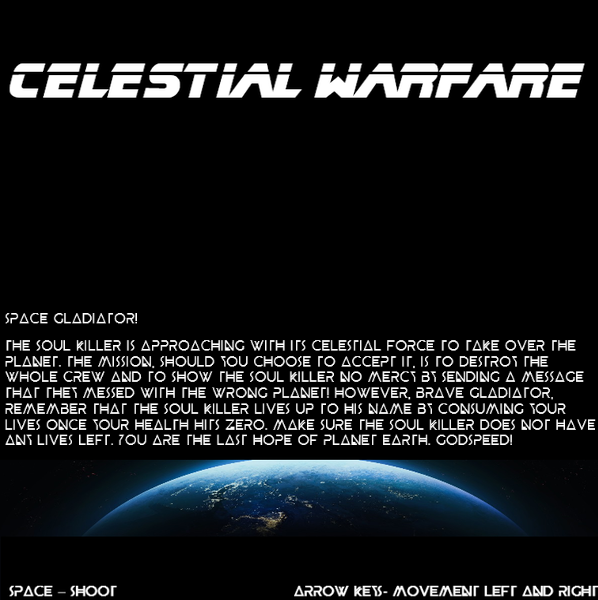 CELESTIAL WARFARE
SPACE GLADIATOR!
THE SOUL KILLER IS APPROACHING WITH ITS CELESTIAL FORCE TO TAKE OVER THE
PLANET. THE MISSION, SHOULD YOU CHOOSE TO ACCEPT IT, IS TO DESTROY THE
WHOLE CREW AND TO SHOW THE SOUL KILLER NO MERCY BY SENDING A MESSAGE
THAT THEY MESSED WITH THE WRONG PLANET! HOWEVER, BRAVE GLADIATOR,
REMEMBER THAT THE SOUL KILLER LIVES UP TO HIS NAME BY CONSUMING YOUR
LIVES ONCE YOUR HEALTH HITS ZERO. MAKE SURE THE SOUL KILLER DOES NOT HAVE
ANY LIVES LEFT. YOU ARE THE LAST HOPE OF PLANET EARTH. GODSPEED!
SPACE – SHOOT
ARROW KEYS- MOVEMENT LEFT AND RIGHT